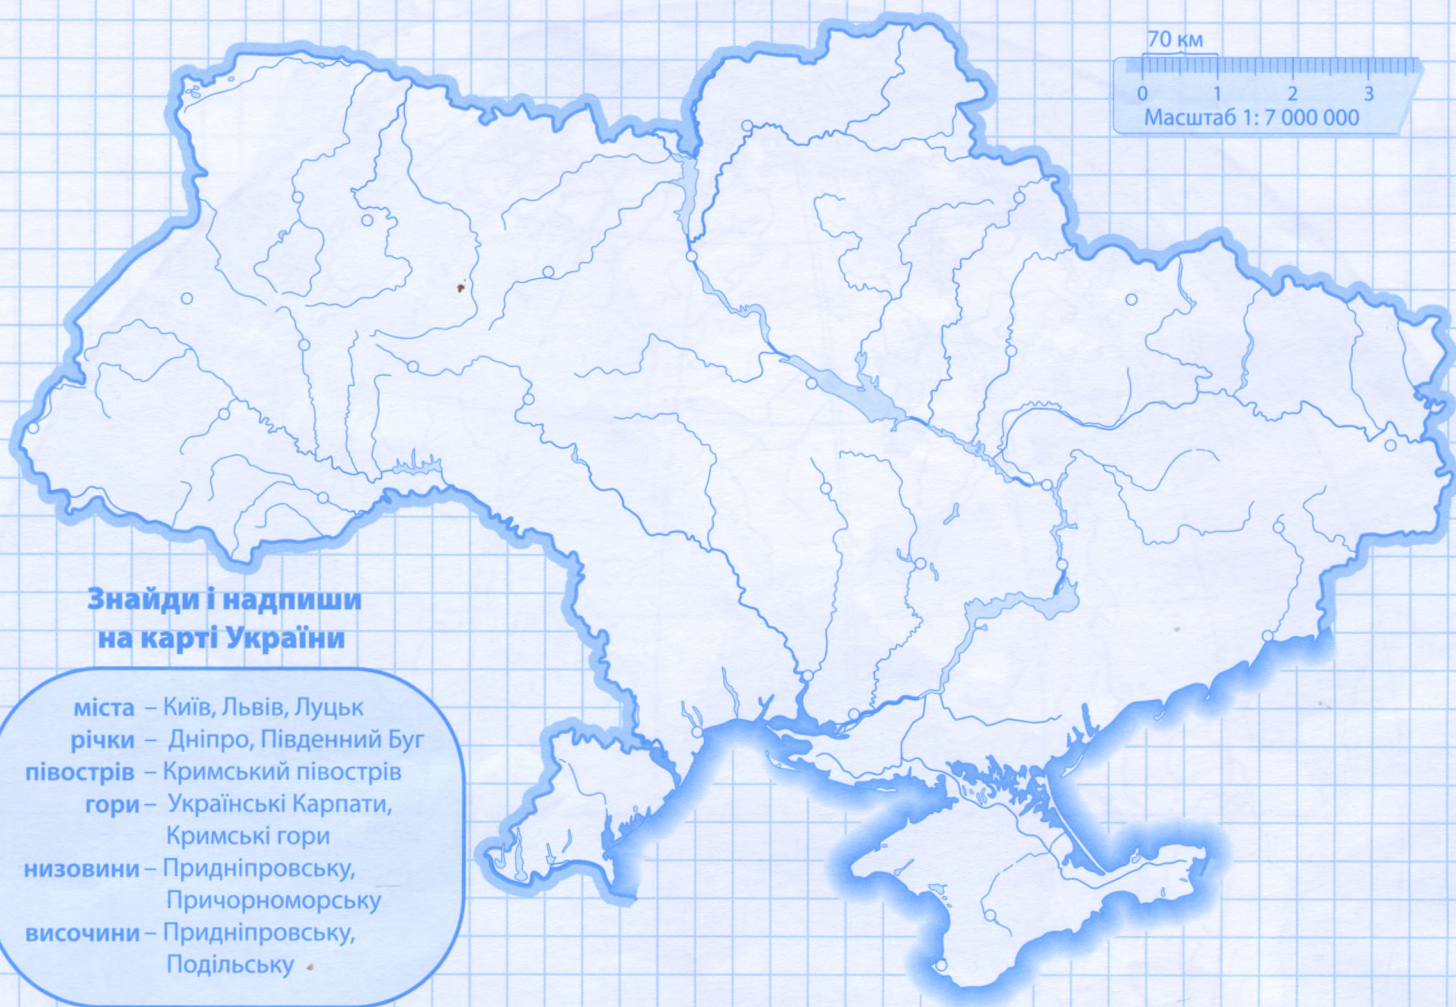 70 км
0 1 2 3
Масштаб 1: 7 000 000
Знайди і надпиши
на карті України
міста – Київ, Львів, Луцьк
річки – Дніпро, Південний Буг
півострів – Кримський півострів
гори – Українські Карпати,
Кримські гори
низовини – Придніпровську,
Причорноморську
височини – Придніпровську,
Подільську